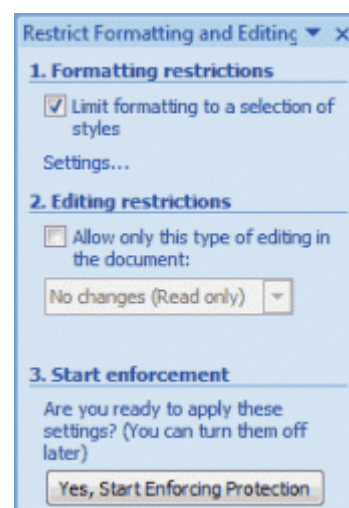 Restrict Formatting and Editing
1. Formatting restrictions
Limit formatting to a selection of
styles
Settings...
2. Editing restrictions
Allow only this type of editing in
the document:
No changes (Read only)
3. Start enforcement
Are you ready to apply these
settings? (You can turn them off
later)
Yes, Start Enforcing Protection